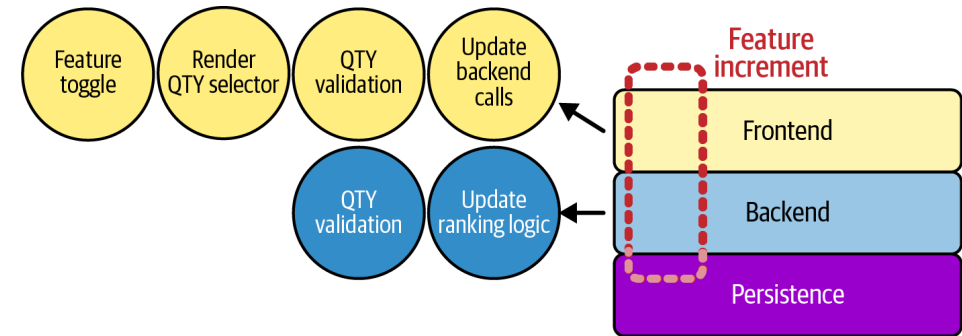 Feature
toggle
Render
QTY selector
QTY
validation
Update
backend
calls
Feature
increment
Frontend
QTY
validation
Update
ranking logic
Backend
Persistence